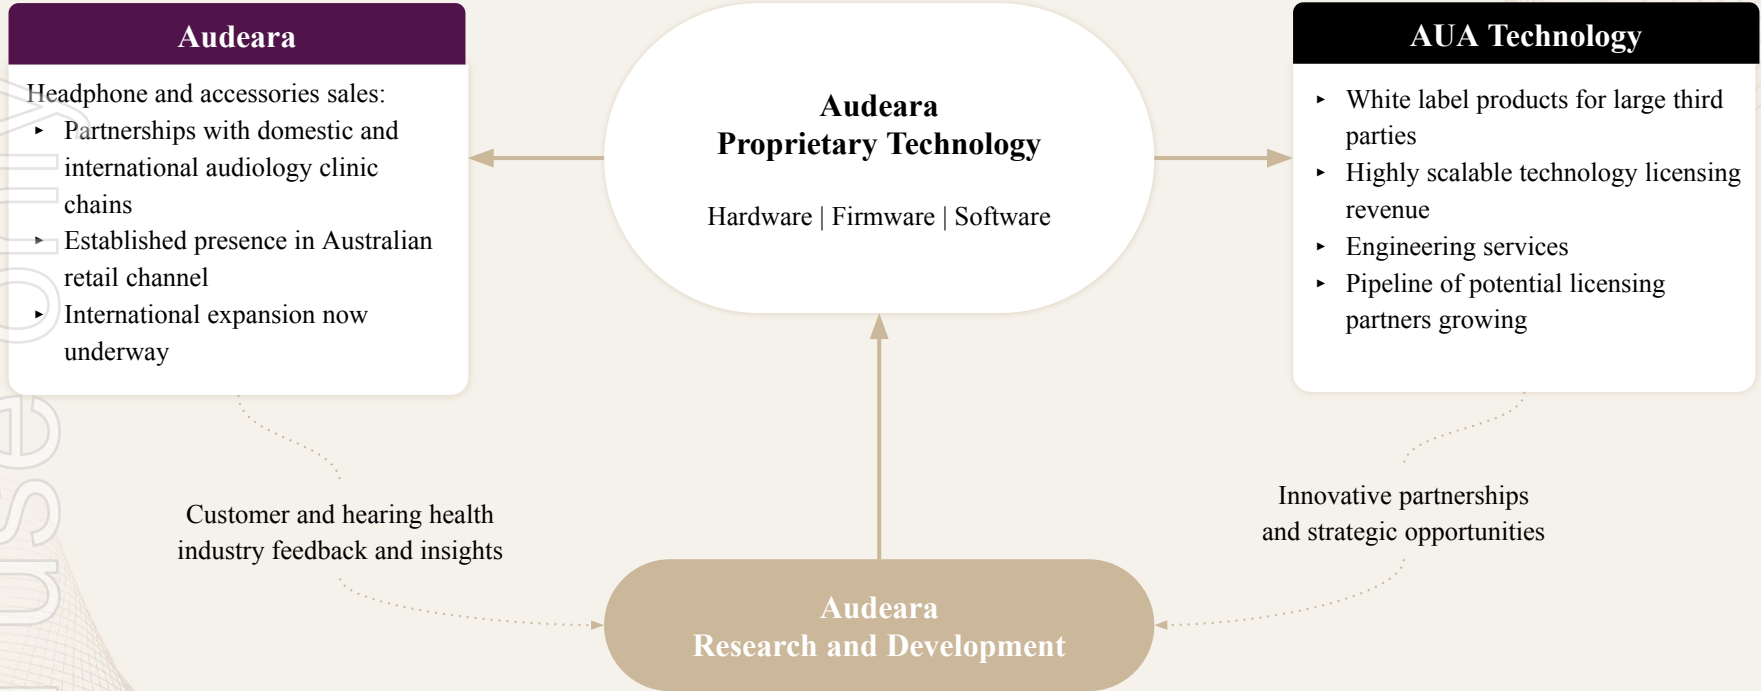 Audeara
Headphone and accessories sales:
‣ Partnerships with domestic and
international audiology clinic
chains
‣ Established presence in Australian
retail channel
‣ International expansion now
underway
Audeara
Proprietary Technology
Hardware | Firmware | Software
AUA Technology
‣ White label products for large third
parties
‣ Highly scalable technology licensing
revenue
‣ Engineering services
‣ Pipeline of potential licensing
partners growing
Customer and hearing health
industry feedback and insights
Innovative partnerships
and strategic opportunities
Audeara
Research and Development
use only